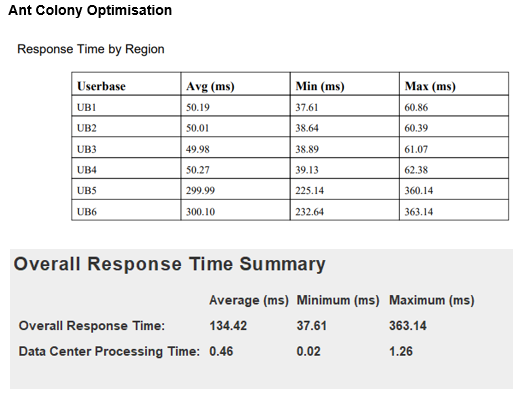 Ant Colony Optimisation
Response Time by Region
Userbase Avg (ms) Min (ms) Max (ms)
UB1 50.19 37.61 60.86
UB2 50.01 38.64 60.39
UB3 49.98 38.89 61.07
UB4 50.27 39.13 62.38
UB5 299.99 225.14 360.14
UB6 300.10 232.64 363.14
Overall Response Time Summary
Average (ms) Minimum (ms) Maximum (ms)
Overall Response Time: 134.42 37.61 363.14
Data Center Processing Time: 0.46 0.02 1.26